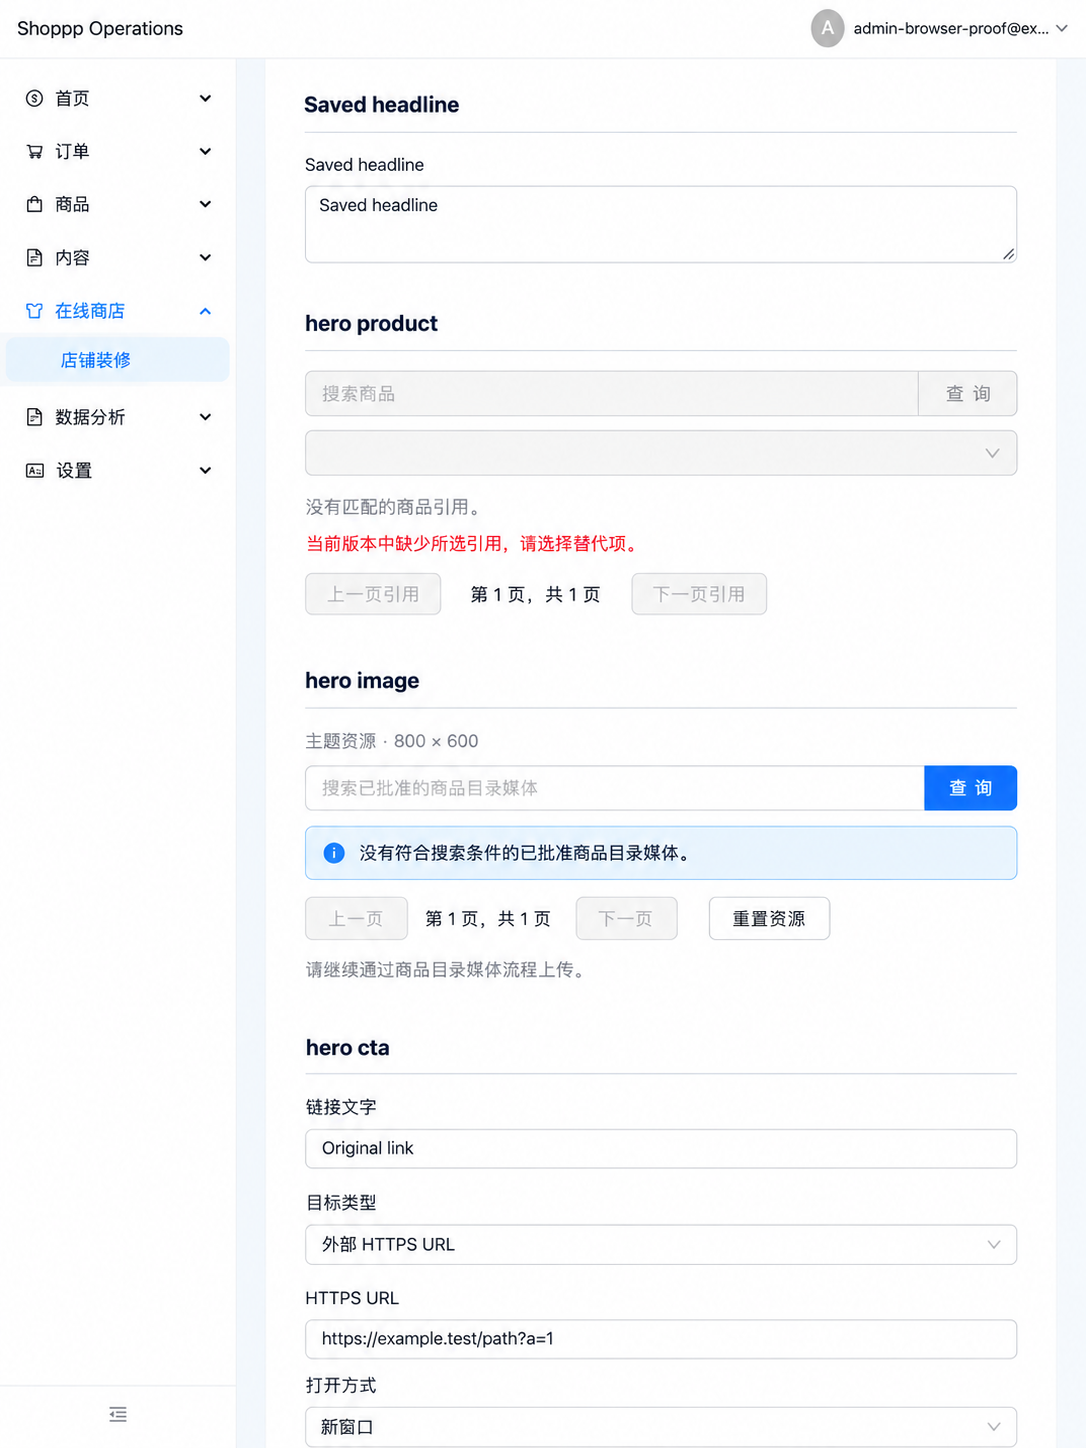 Shoppp Operations
A
admin-browser-proof@ex...
首页
订单
商品
内容
在线商店
店铺装修
数据分析
设置
Saved headline
Saved headline
Saved headline
hero product
搜索商品
查 询
没有匹配的商品引用。
当前版本中缺少所选引用，请选择替代项。
上一页引用
第 1 页，共 1 页
下一页引用
hero image
主题资源 · 800 × 600
搜索已批准的商品目录媒体
查 询
没有符合搜索条件的已批准商品目录媒体。
上一页
第 1 页，共 1 页
下一页
重置资源
请继续通过商品目录媒体流程上传。
hero cta
链接文字
Original link
目标类型
外部 HTTPS URL
HTTPS URL
https://example.test/path?a=1
打开方式
新窗口